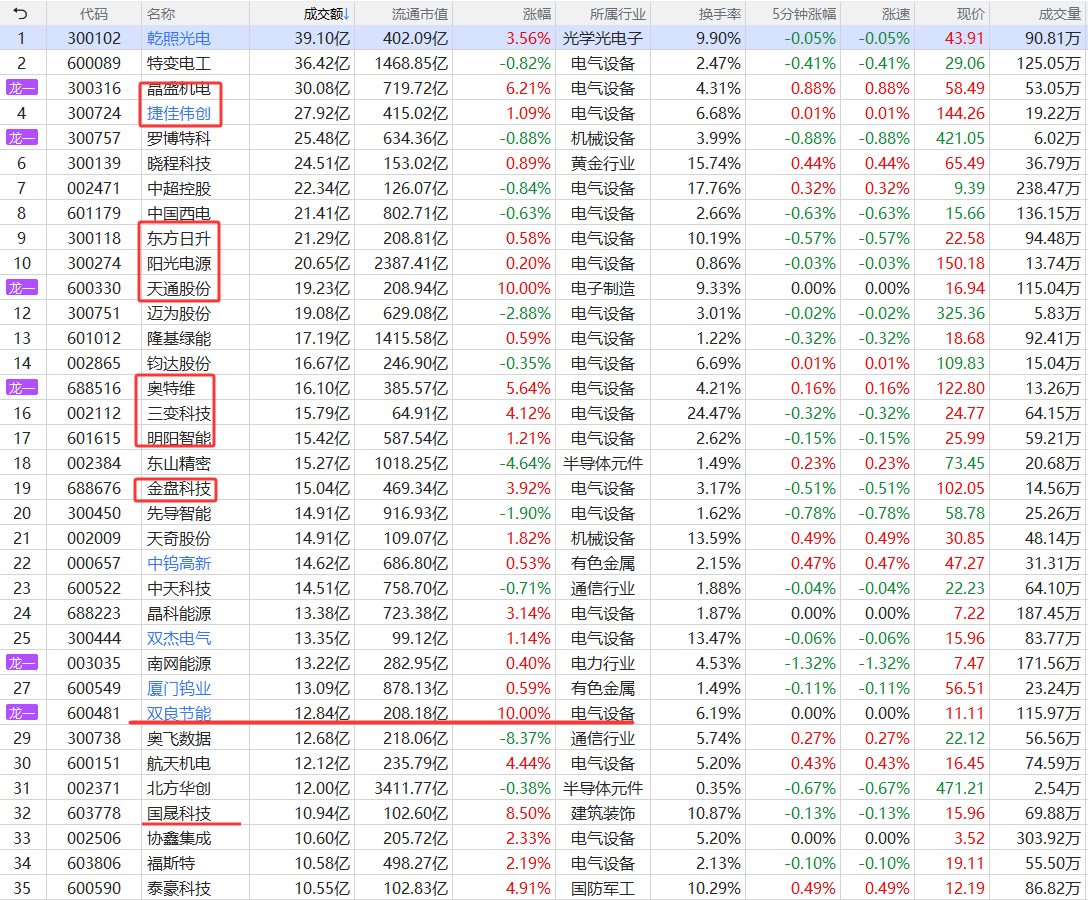 代码 名称 成交额↓ 流通市值 涨幅 所属行业 换手率 5分钟涨幅 涨速 现价 成交量
1 300102 乾照光电 39.10亿 402.09亿 3.56% 光学光电子 9.90% -0.05% -0.05% 43.91 90.81万
2 600089 特变电工 36.42亿 1468.85亿 -0.82% 电气设备 2.47% -0.41% -0.41% 29.06 125.05万
龙一 300316 晶盛机电 30.08亿 719.72亿 6.21% 电气设备 4.31% 0.88% 0.88% 58.49 53.05万
4 300724 捷佳伟创 27.92亿 415.02亿 1.09% 电气设备 6.68% 0.01% 0.01% 144.26 19.22万
龙一 300757 罗博特科 25.48亿 634.36亿 -0.88% 机械设备 3.99% -0.88% -0.88% 421.05 6.02万
6 300139 晓程科技 24.51亿 153.02亿 0.89% 黄金行业 15.74% 0.44% 0.44% 65.49 36.79万
7 002471 中超控股 22.34亿 126.07亿 -0.84% 电气设备 17.76% 0.32% 0.32% 9.39 238.47万
8 601179 中国西电 21.41亿 802.71亿 -0.63% 电气设备 2.66% -0.63% -0.63% 15.66 136.15万
9 300118 东方日升 21.29亿 208.81亿 0.58% 电气设备 10.19% -0.57% -0.57% 22.58 94.48万
10 300274 阳光电源 20.65亿 2387.41亿 0.20% 电气设备 0.86% -0.03% -0.03% 150.18 13.74万
龙一 600330 天通股份 19.23亿 208.94亿 10.00% 电子制造 9.33% 0.00% 0.00% 16.94 115.04万
12 300751 迈为股份 19.08亿 629.08亿 -2.88% 电气设备 3.01% -0.02% -0.02% 325.36 5.83万
13 601012 隆基绿能 17.19亿 1415.58亿 0.59% 电气设备 1.22% -0.32% -0.32% 18.68 92.41万
14 002865 钧达股份 16.67亿 246.90亿 -0.35% 电气设备 6.69% 0.01% 0.01% 109.83 15.04万
龙一 688516 奥特维 16.10亿 385.57亿 5.64% 电气设备 4.21% 0.16% 0.16% 122.80 13.26万
16 002112 三变科技 15.79亿 64.91亿 4.12% 电气设备 24.47% -0.32% -0.32% 24.77 64.15万
17 601615 明阳智能 15.42亿 587.54亿 1.21% 电气设备 2.62% -0.15% -0.15% 25.99 59.21万
18 002384 东山精密 15.27亿 1018.25亿 -4.64% 半导体元件 1.49% 0.23% 0.23% 73.45 20.68万
19 688676 金盘科技 15.04亿 469.34亿 3.92% 电气设备 3.17% -0.51% -0.51% 102.05 14.56万
20 300450 先导智能 14.91亿 916.93亿 -1.90% 电气设备 1.62% -0.78% -0.78% 58.78 25.26万
21 002009 天奇股份 14.91亿 109.07亿 1.82% 机械设备 13.59% 0.49% 0.49% 30.85 48.14万
22 000657 中钨高新 14.62亿 686.80亿 0.53% 有色金属 2.15% 0.47% 0.47% 47.27 31.31万
23 600522 中天科技 14.51亿 758.70亿 -0.71% 通信行业 1.88% -0.04% -0.04% 22.23 64.10万
24 688223 晶科能源 13.38亿 723.38亿 3.14% 电气设备 1.87% 0.00% 0.00% 7.22 187.45万
25 300444 双杰电气 13.35亿 99.12亿 1.14% 电气设备 13.47% -0.06% -0.06% 15.96 83.77万
龙一 003035 南网能源 13.22亿 282.95亿 0.40% 电力行业 4.53% -1.32% -1.32% 7.47 171.56万
27 600549 厦门钨业 13.09亿 878.13亿 0.59% 有色金属 1.49% -0.11% -0.11% 56.51 23.24万
龙一 600481 双良节能 12.84亿 208.18亿 10.00% 电气设备 6.19% 0.00% 0.00% 11.11 115.97万
29 300738 奥飞数据 12.68亿 218.06亿 -8.37% 通信行业 5.74% 0.27% 0.27% 22.12 56.56万
30 600151 航天机电 12.12亿 235.79亿 4.44% 电气设备 5.20% 0.43% 0.43% 16.45 74.59万
31 002371 北方华创 12.00亿 3411.77亿 -0.38% 半导体元件 0.35% -0.67% -0.67% 471.21 2.54万
32 603778 国晟科技 10.94亿 102.60亿 8.50% 建筑装饰 10.87% -0.13% -0.13% 15.96 69.88万
33 002506 协鑫集成 10.60亿 205.72亿 2.33% 电气设备 5.20% 0.00% 0.00% 3.52 303.92万
34 603806 福斯特 10.58亿 498.27亿 2.19% 电气设备 2.13% -0.10% -0.10% 19.11 55.50万
35 600590 泰豪科技 10.55亿 102.83亿 4.91% 国防军工 10.29% 0.49% 0.49% 12.19 86.82万